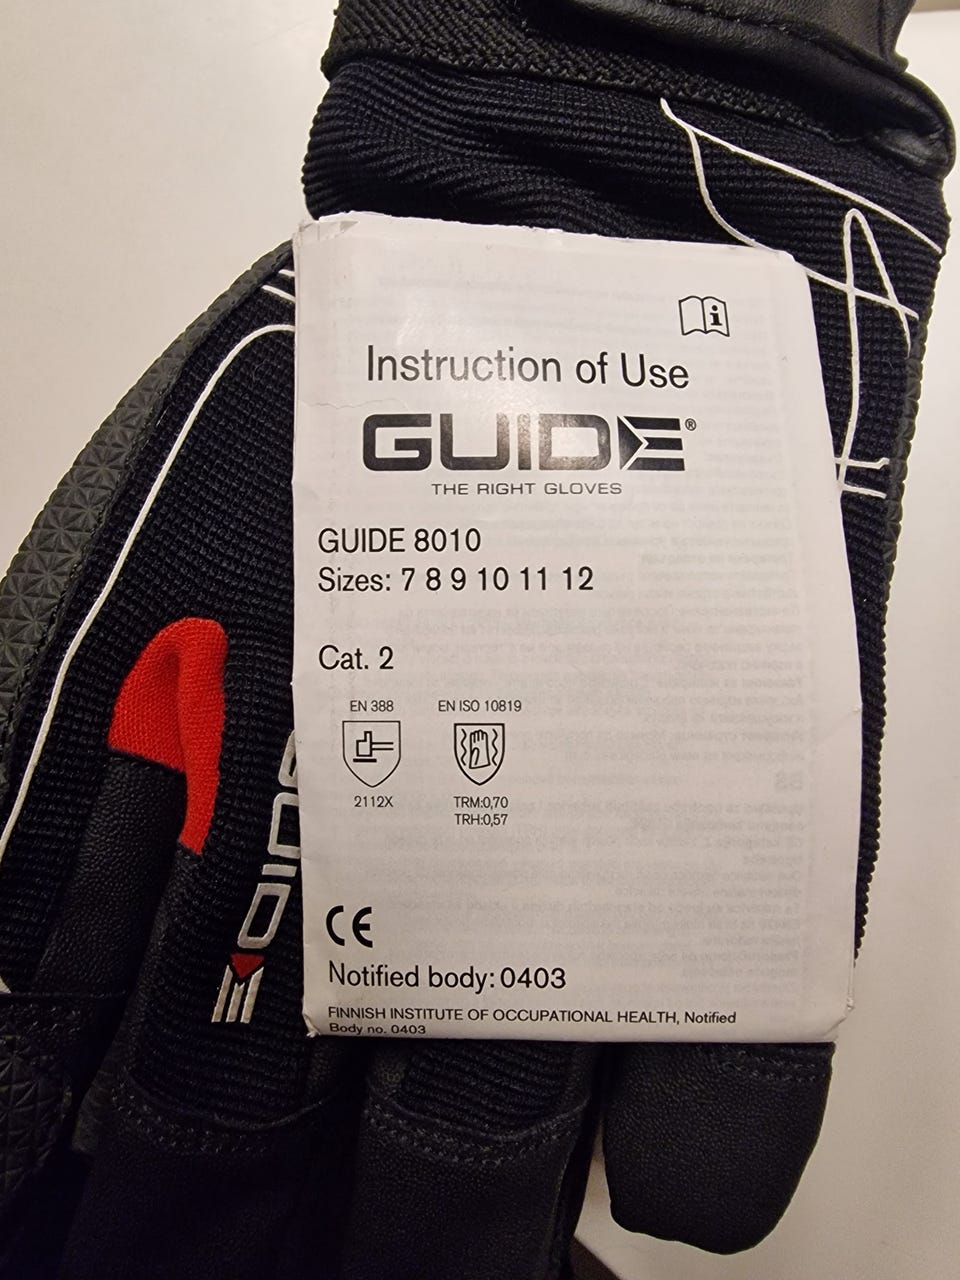 Instruction of Use
GUIDE®
THE RIGHT GLOVES
GUIDE 8010
Sizes: 7 8 9 10 11 12
Cat. 2
EN 388
EN ISO 10819
2112X
TRM:0,70
TRH:0,57
CE
Notified body: 0403
FINNISH INSTITUTE OF OCCUPATIONAL HEALTH, Notified
Body no. 0403
GUIDE